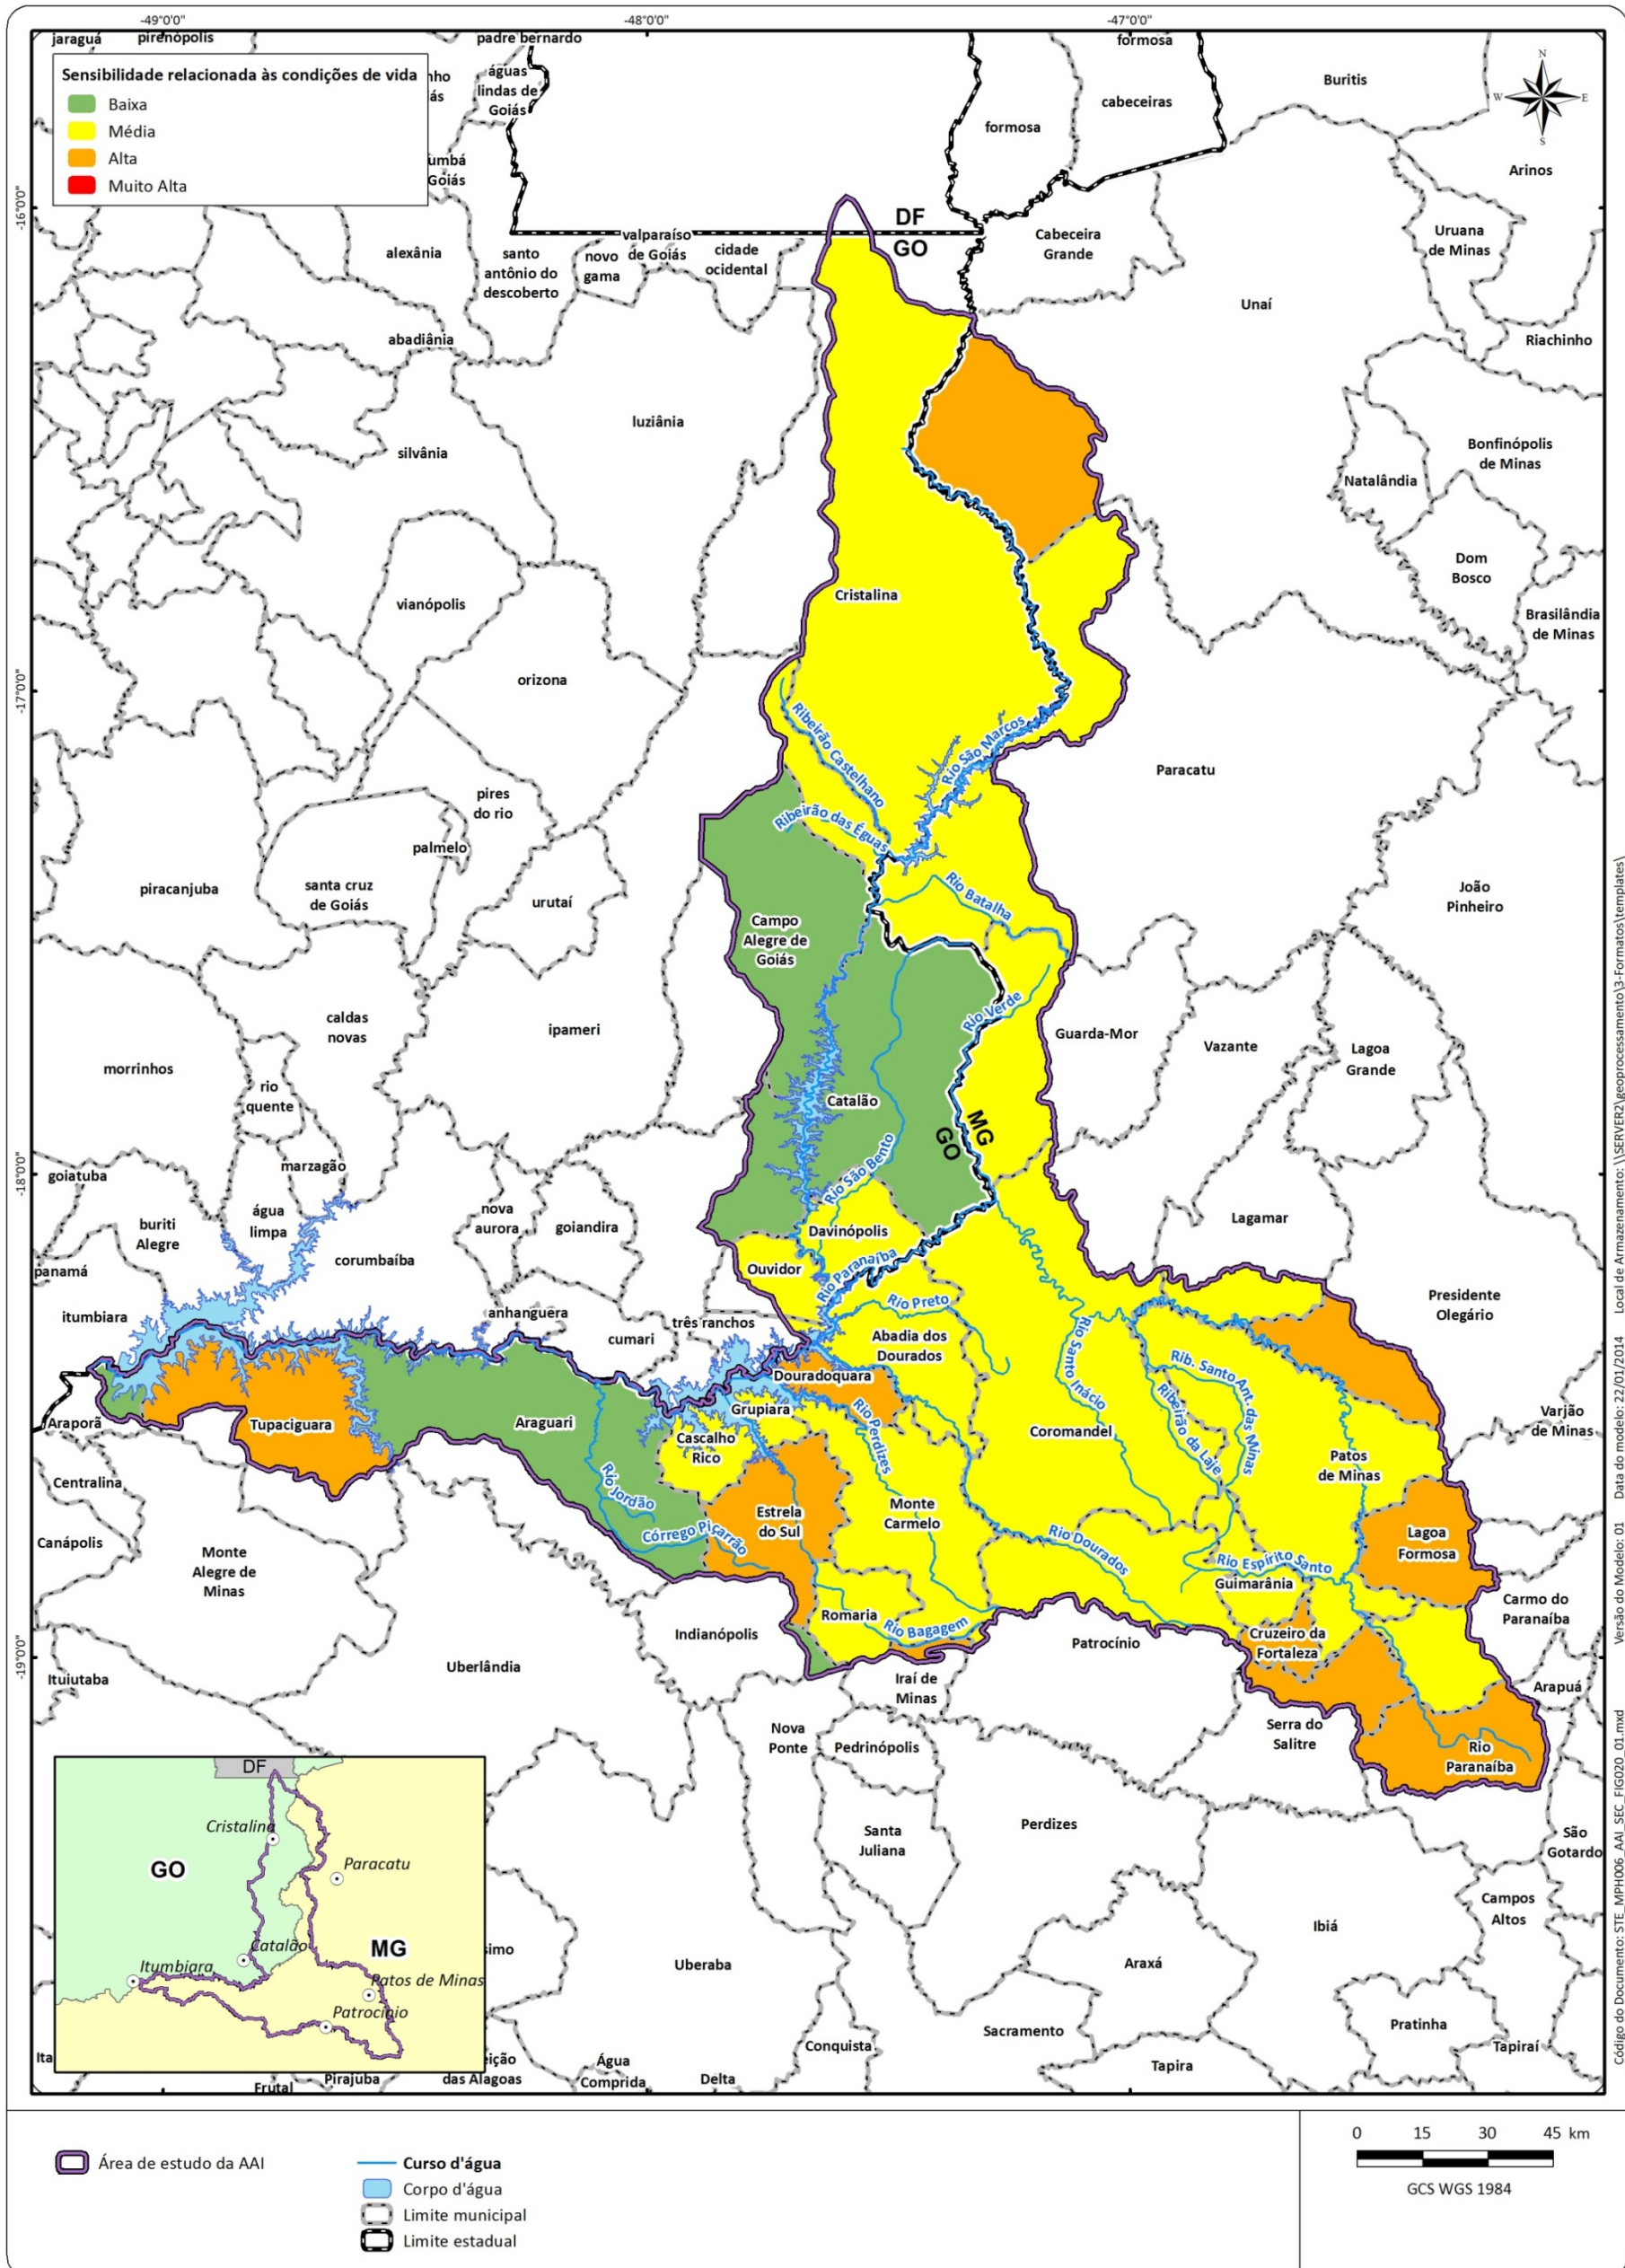 -49°0'0"
-48°0'0"
-47°0'0"
-16°0'0"
-17°0'0"
-18°0'0"
-19°0'0"
Sensibilidade relacionada às condições de vida
Baixa
Média
Alta
Muito Alta
jaraguá
pirenópolis
padre bernardo
águas
lindas de
Goiás
formosa
formosa
cabeceiras
Buritis
N
W
E
S
Arinos
umbá
Goiás
alexânia
santo
antônio do
descoberto
novo
gama
valparaíso
de Goiás
cidade
ocidental
DF
GO
Cabeceira
Grande
Uruana
de Minas
Unaí
Riachinho
abadiânia
luziânia
silvânia
Bonfinópolis
de Minas
Natalândia
Dom
Bosco
Brasilândia
de Minas
Cristalina
vianópolis
orizona
Ribeirão Castelhano
Rio São Marcos
Paracatu
pires
do rio
Ribeirão das Éguas
palmelo
piracanjuba
santa cruz
de Goiás
urutaí
Rio Batalha
João
Pinheiro
Campo
Alegre de
Goiás
caldas
novas
ipameri
Rio Verde
Guarda-Mor
Vazante
Lagoa
Grande
morrinhos
rio
quente
Catalão
MG
GO
marzagão
goiatuba
Rio São Bento
água
limpa
nova
aurora
goiandira
buriti
Alegre
Davinópolis
Lagamar
panamá
corumbaíba
Ouvidor
Rio Paranaíba
itumbiara
anhanguera
cumari
três ranchos
Rio Preto
Abadia dos
Dourados
Presidente
Olegário
Rio Santo Inácio
Rib. Santo Ant. das Minas
Ribeirão da Laje
Douradoquara
Araporã
Tupaciguara
Araguari
Grupiara
Cascalho
Rico
Rio Perdizes
Coromandel
Varjão
de Minas
Patos
de Minas
Centralina
Rio Jordão
Estrela
do Sul
Monte
Carmelo
Lagoa
Formosa
Canápolis
Monte
Alegre de
Minas
Córrego Piçarrão
Rio Dourados
Rio Espírito Santo
Guimarânia
Carmo do
Paranaíba
Romaria
Rio Bagagem
Indianópolis
Patrocínio
Cruzeiro da
Fortaleza
Uberlândia
Ituiutaba
Iraí de
Minas
Arapuá
Nova
Ponte
Pedrinópolis
Serra do
Salitre
Rio
Paranaíba
Perdizes
Santa
Juliana
São
Gotardo
Campos
Altos
Ibiá
Uberaba
Araxá
Sacramento
Pratinha
Conquista
Tapira
Tapiraí
Água
Comprida
Delta
das Alagoas
Pirajuba
Frutal
DF
Cristalina
GO
Paracatu
Catalão
MG
Itumbiara
Patos de Minas
Patrocínio
Área de estudo da AAI
Curso d'água
Corpo d'água
Limite municipal
Limite estadual
0 15 30 45 km
GCS WGS 1984
Código do Documento: STE_MPH006_AAI_SEC_FIG020_01.mxd Versão do Modelo: 01 Data do modelo: 22/01/2014 Local de Armazenamento: \\SERVER2\geoprocessamento\3-Formatos\templates\